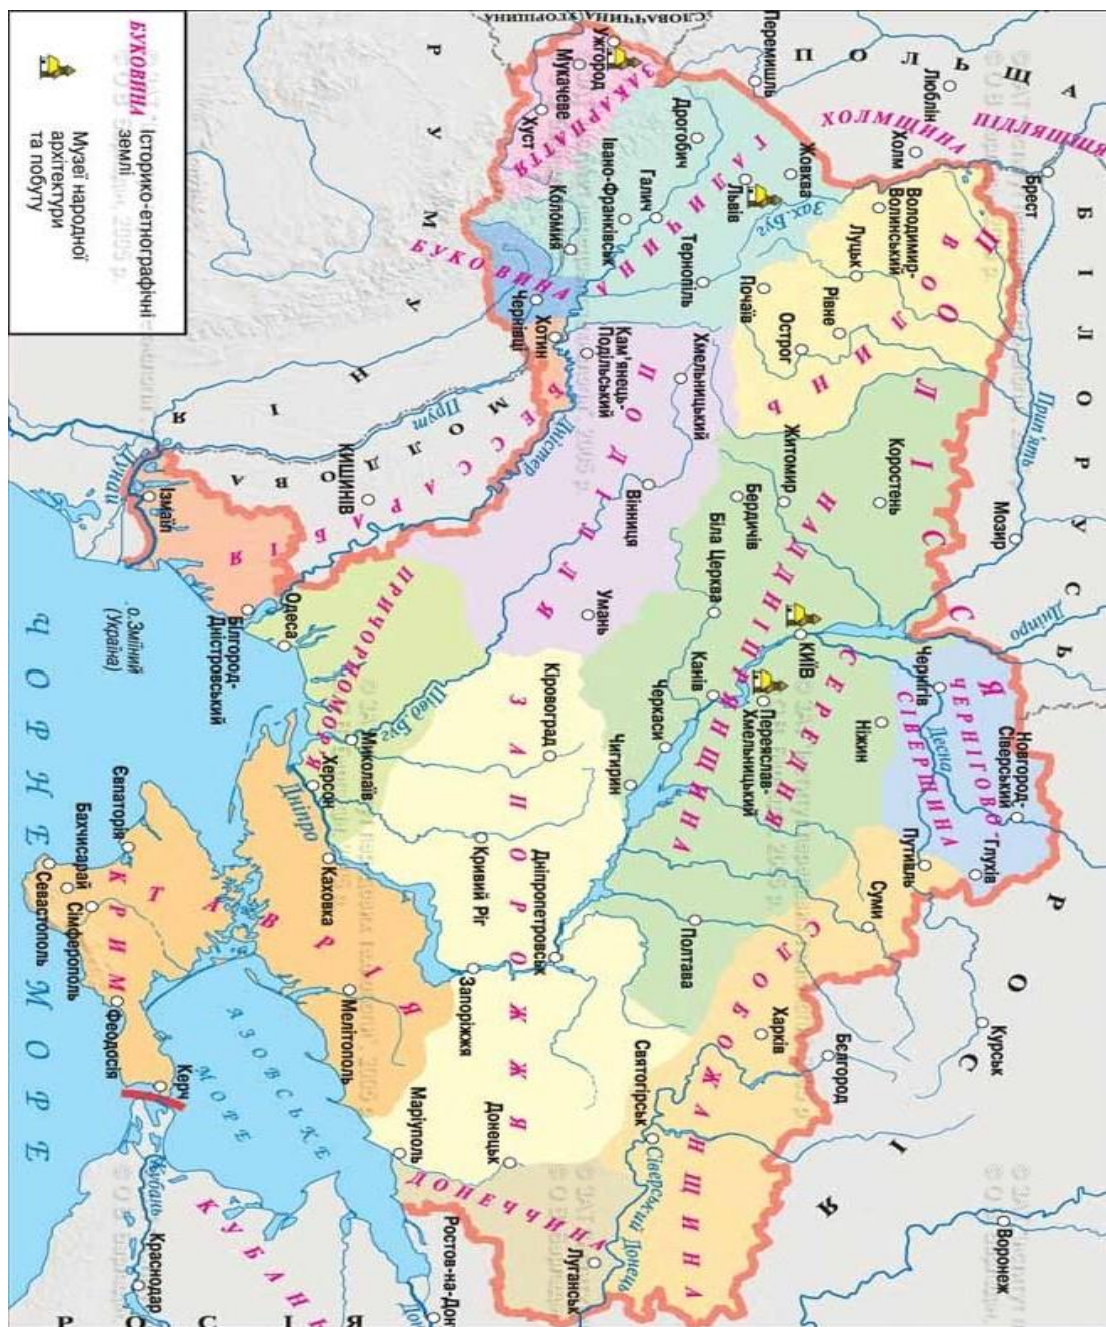 СЛОВАЧЧИНА
УГОРЩИНА
ПОЛЬЩА
БІЛОРУСЬ
РОСІЯ
РУМУНІЯ
МОЛДОВА
РОСІЯ
ПІДЛЯШШЯ
ХОЛМЩИНА
ПОЛІССЯ
ВОЛИНЬ
ГАЛИЧИНА
ЗАКАРПАТТЯ
БУКОВИНА
ПОДІЛЛЯ
БЕССАРАБІЯ
СЕРЕДНЯ
НАДДНІПРЯНЩИНА
ЧЕРНІГОВО-
СІВЕРЩИНА
СЛОБОЖАНЩИНА
ЗАПОРОЖЖЯ
ПРИЧОРНОМОР'Я
ТАВРІЯ
КРИМ
ДОНЕЧЧИНА
КУБАНЬ
Перемишль
Люблін
Холм
Брест
Мозир
Курськ
Бєлгород
Воронеж
Ростов-на-Дону
Краснодар
КИШИНІВ
Ужгород
Мукачеве
Хуст
Дрогобич
Жовква
Львів
Івано-Франківськ
Галич
Коломия
Тернопіль
Чернівці
Хотин
Володимир-
Волинський
Луцьк
Рівне
Острог
Почаїв
Кам'янець-
Подільський
Хмельницький
Вінниця
Умань
Житомир
Бердичів
Коростень
Біла Церква
КИЇВ
Канів
Черкаси
Чигирин
Переяслав-
Хмельницький
Ніжин
Чернігів
Новгород-
Сіверський
Глухів
Путивль
Суми
Полтава
Харків
Святогірськ
Луганськ
Донецьк
Маріуполь
Кіровоград
Кривий Ріг
Дніпропетровськ
Запоріжжя
Мелітополь
Каховка
Херсон
Миколаїв
Одеса
Білгород-
Дністровський
Ізмаїл
Євпаторія
Бахчисарай
Севастополь
Сімферополь
Феодосія
Керч
о. Зміїний
(Україна)
Зах. Буг
Прип'ять
Дніпро
Десна
Дністер
Прут
Дунай
Півд. Буг
Дніпро
Сіверський Донець
Дон
Кубань
ЧОРНЕ МОРЕ
АЗОВСЬКЕ
МОРЕ
БУКОВИНА Історико-етнографічні
землі
Музеї народної
архітектури
та побуту